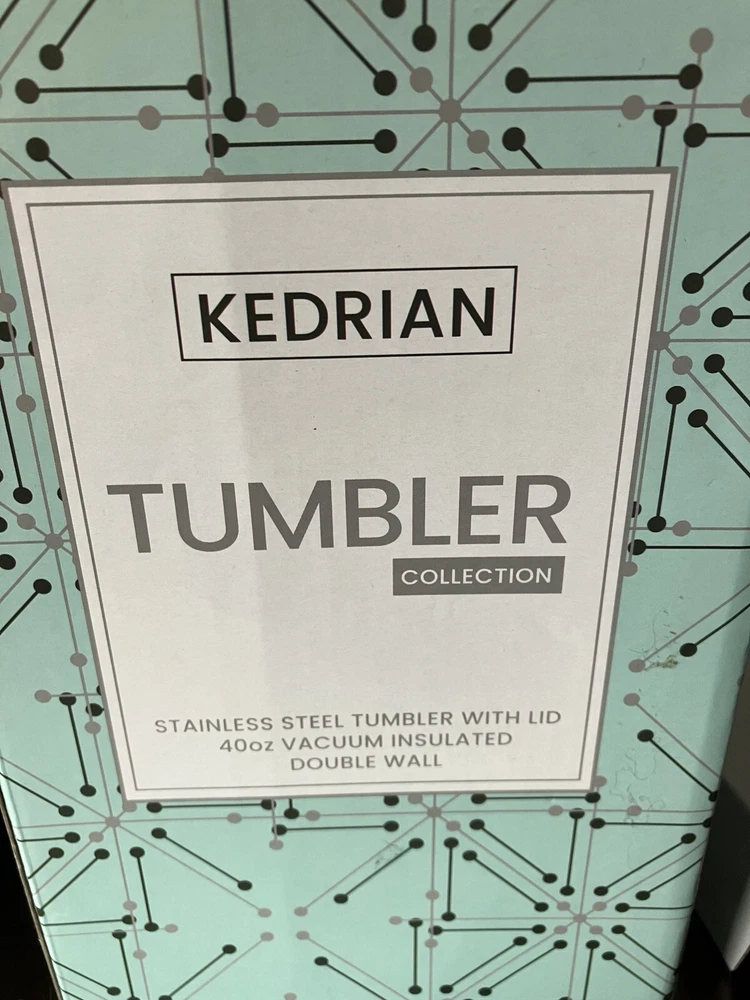 KEDRIAN
TUMBLER
COLLECTION
STAINLESS STEEL TUMBLER WITH LID
40oz VACUUM INSULATED
DOUBLE WALL